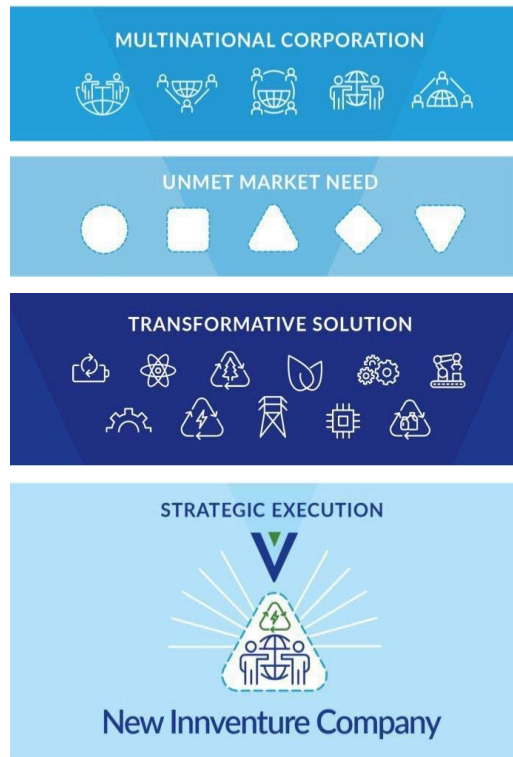 MULTINATIONAL CORPORATION
UNMET MARKET NEED
TRANSFORMATIVE SOLUTION
STRATEGIC EXECUTION
New Innventure Company